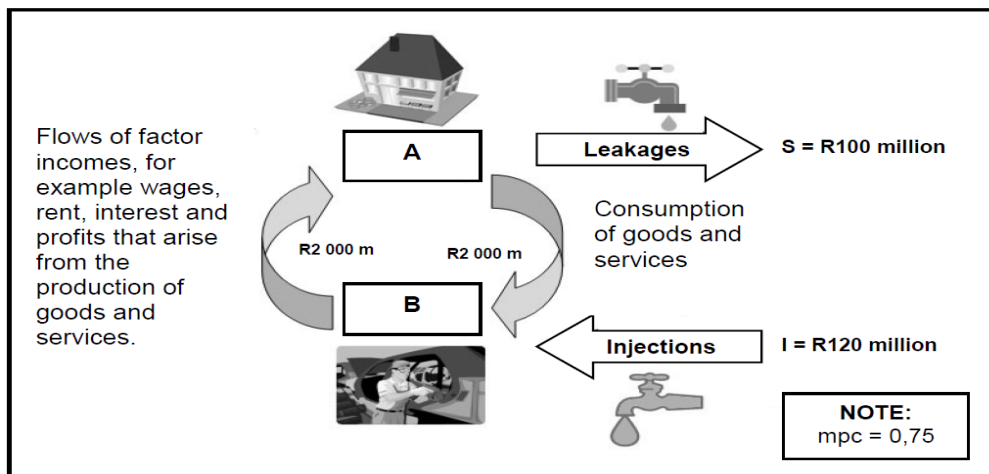 Flows of factor
incomes, for
example wages,
rent, interest and
profits that arise
from the
production of
goods and
services.
A
Leakages
S = R100 million
Consumption
of goods and
services
R2 000 m
R2 000 m
B
Injections
I = R120 million
NOTE:
mpc = 0,75